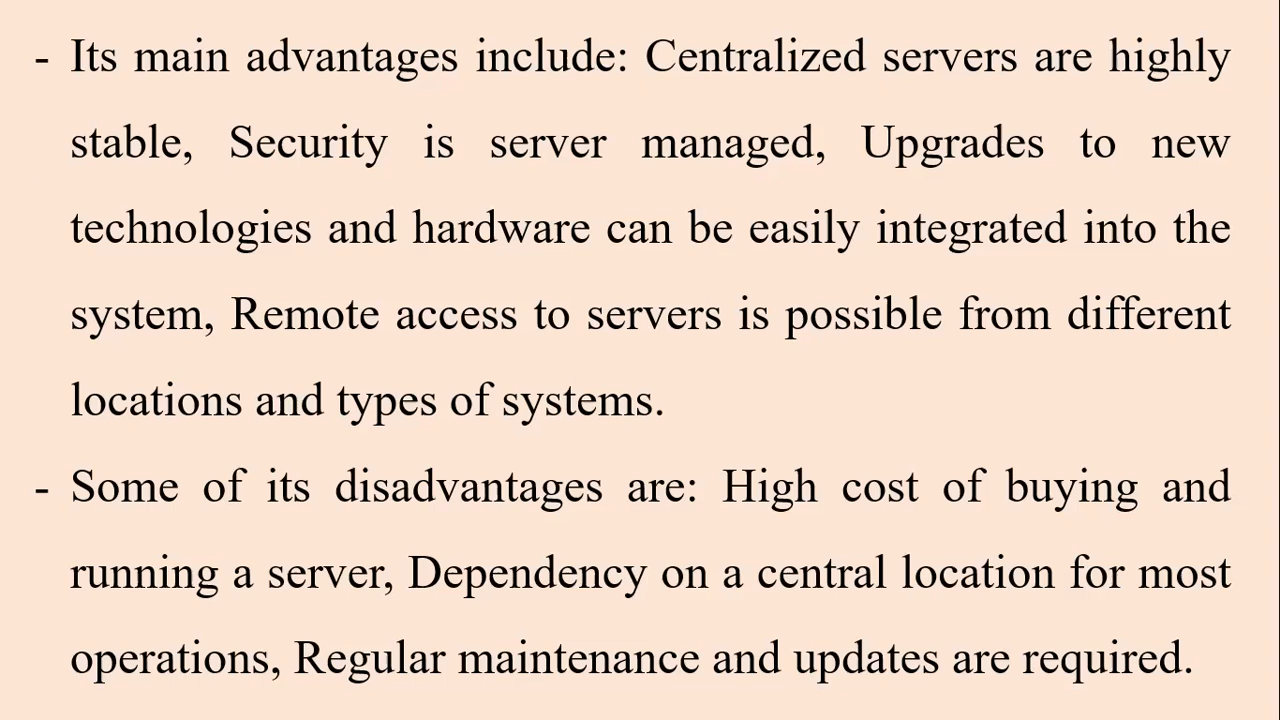 - Its main advantages include: Centralized servers are highly
stable, Security is server managed, Upgrades to new
technologies and hardware can be easily integrated into the
system, Remote access to servers is possible from different
locations and types of systems.
- Some of its disadvantages are: High cost of buying and
running a server, Dependency on a central location for most
operations, Regular maintenance and updates are required.